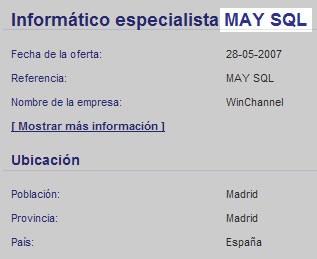 Informático especialista MAY SQL
Fecha de la oferta: 28-05-2007
Referencia: MAY SQL
Nombre de la empresa: WinChannel
[ Mostrar más información ]
Ubicación
Población: Madrid
Provincia: Madrid
País: España